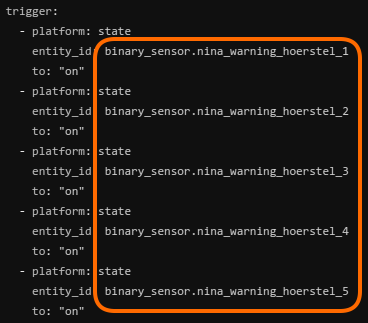 trigger:
- platform: state
entity_id: binary_sensor.nina_warning_hoerstel_1
to: "on"
- platform: state
entity_id: binary_sensor.nina_warning_hoerstel_2
to: "on"
- platform: state
entity_id: binary_sensor.nina_warning_hoerstel_3
to: "on"
- platform: state
entity_id: binary_sensor.nina_warning_hoerstel_4
to: "on"
- platform: state
entity_id: binary_sensor.nina_warning_hoerstel_5
to: "on"